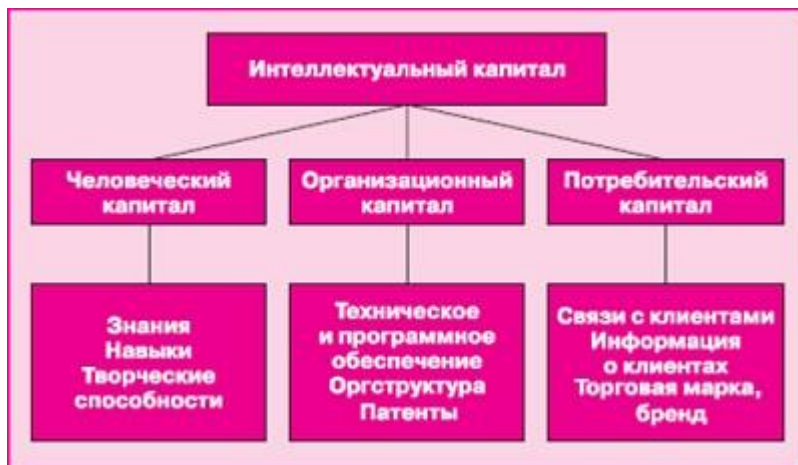 Интеллектуальный капитал
Человеческий
капитал
Организационный
капитал
Потребительский
капитал
Знания
Навыки
Творческие
способности
Техническое
и программное
обеспечение
Оргструктура
Патенты
Связи с клиентами
Информация
о клиентах
Торговая марка,
бренд